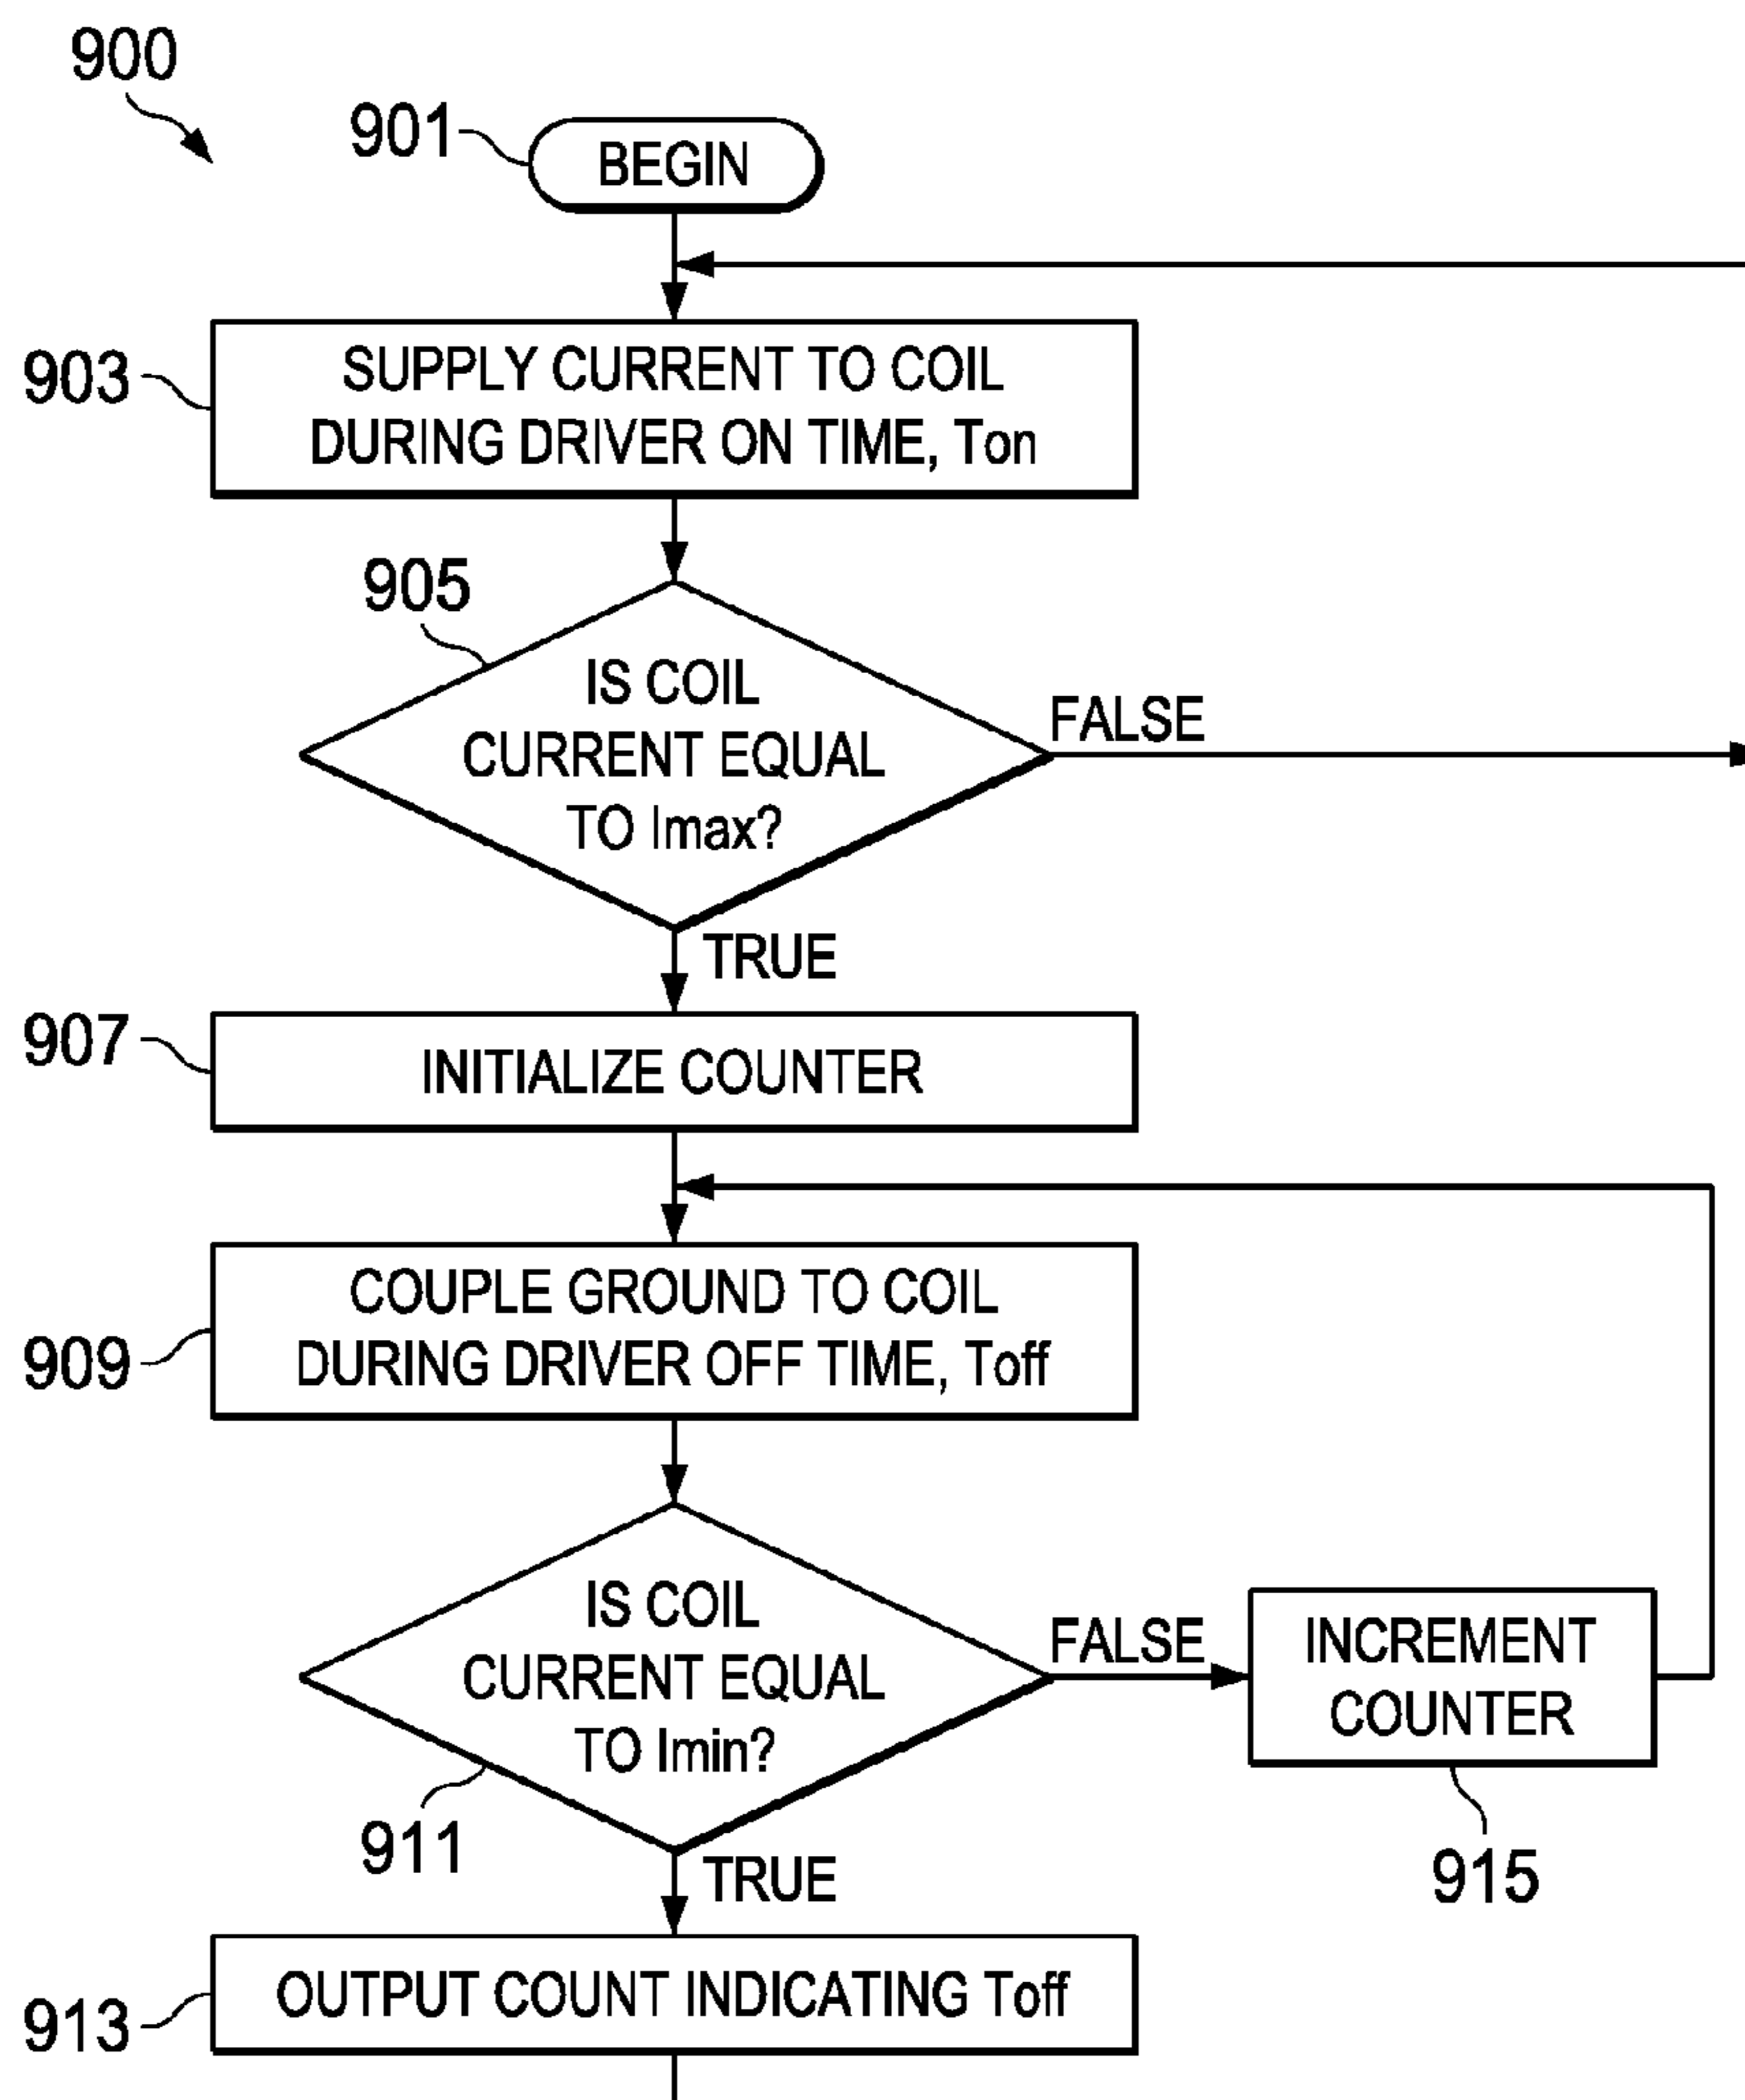 900
901
BEGIN
903
SUPPLY CURRENT TO COIL
DURING DRIVER ON TIME, Ton
905
IS COIL
CURRENT EQUAL
TO Imax?
FALSE
TRUE
907
INITIALIZE COUNTER
909
COUPLE GROUND TO COIL
DURING DRIVER OFF TIME, Toff
IS COIL
CURRENT EQUAL
TO Imin?
911
FALSE
INCREMENT
COUNTER
915
TRUE
913
OUTPUT COUNT INDICATING Toff